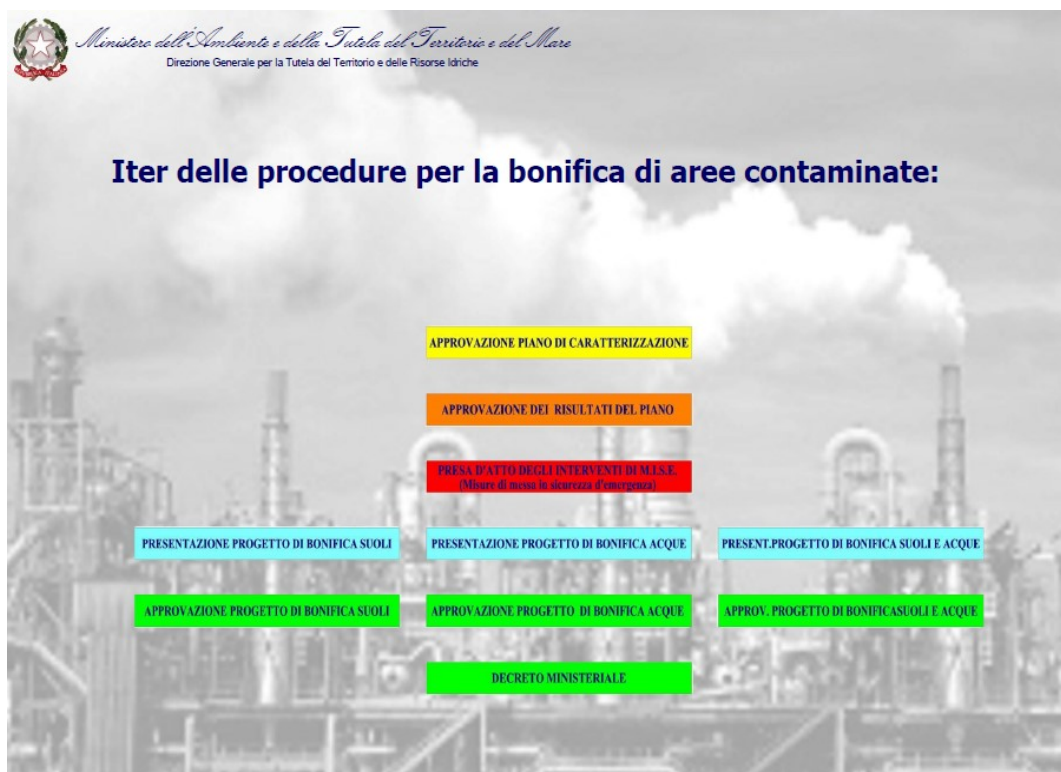 Ministero dell'Ambiente e della Tutela del Territorio e del Mare
Direzione Generale per la Tutela del Territorio e delle Risorse Idriche
Iter delle procedure per la bonifica di aree contaminate:
APPROVAZIONE PIANO DI CARATTERIZZAZIONE
APPROVAZIONE DEI RISULTATI DEL PIANO
PRESA D'ATTO DEGLI INTERVENTI DI M.I.S.E.
(Misure di messa in sicurezza d'emergenza)
PRESENTAZIONE PROGETTO DI BONIFICA SUOLI
PRESENTAZIONE PROGETTO DI BONIFICA ACQUE
PRESENT.PROGETTO DI BONIFICA SUOLI E ACQUE
APPROVAZIONE PROGETTO DI BONIFICA SUOLI
APPROVAZIONE PROGETTO DI BONIFICA ACQUE
APPROV. PROGETTO DI BONIFICASUOLI E ACQUE
DECRETO MINISTERIALE